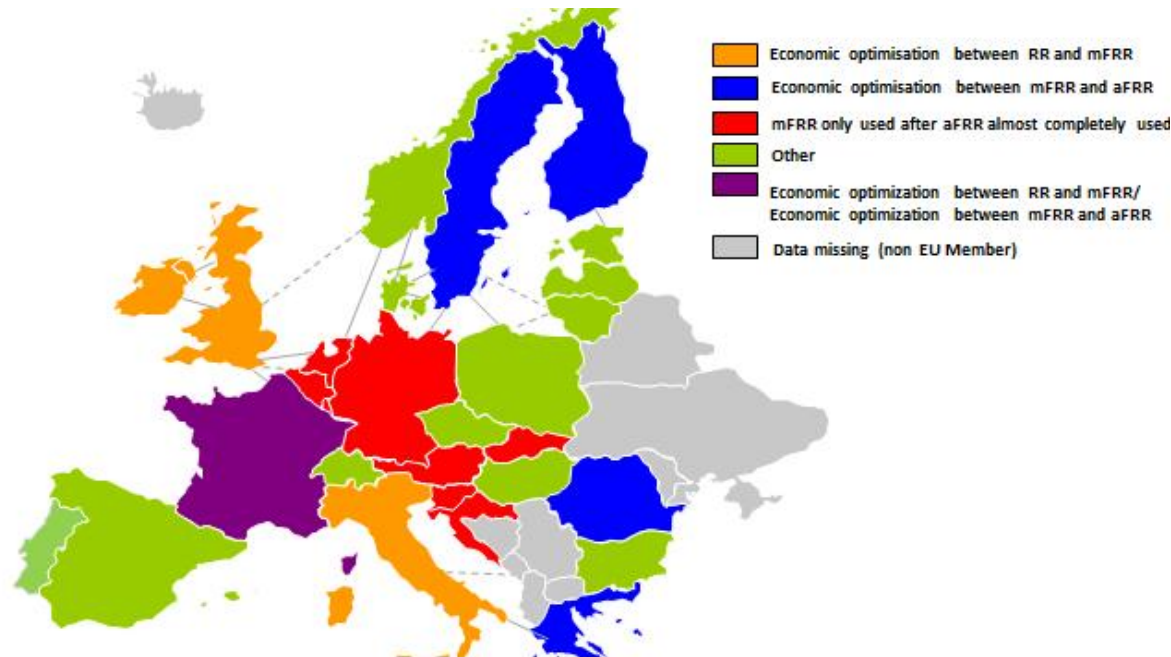 Economic optimisation between RR and mFRR
Economic optimisation between mFRR and aFRR
mFRR only used after aFRR almost completely used
Other
Economic optimization between RR and mFRR/
Economic optimization between mFRR and aFRR
Data missing (non EU Member)